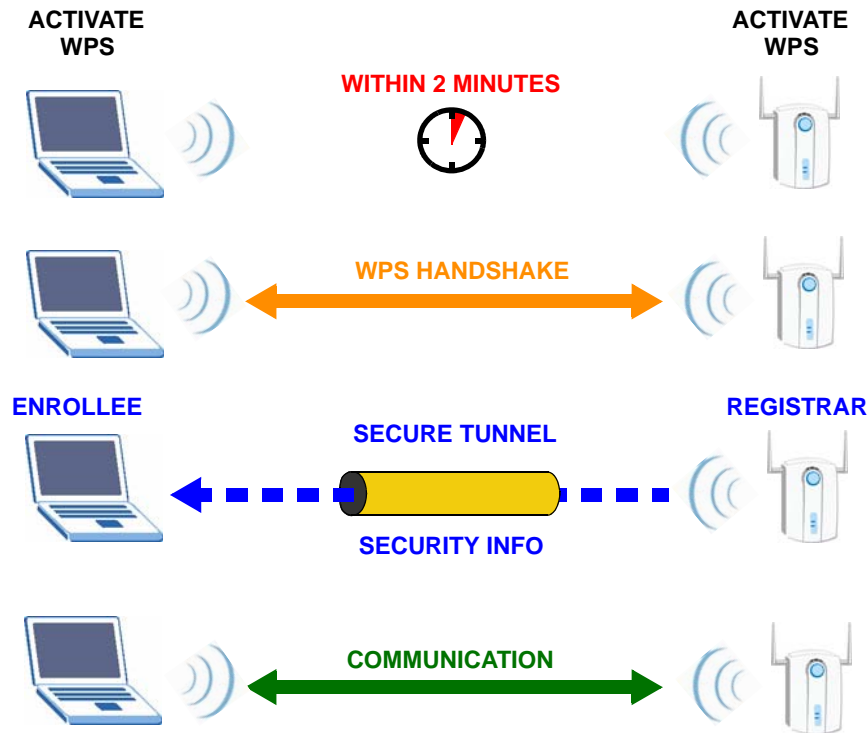 ACTIVATE
WPS
ACTIVATE
WPS
WITHIN 2 MINUTES
WPS HANDSHAKE
ENROLLEE
REGISTRAR
SECURE TUNNEL
SECURITY INFO
COMMUNICATION